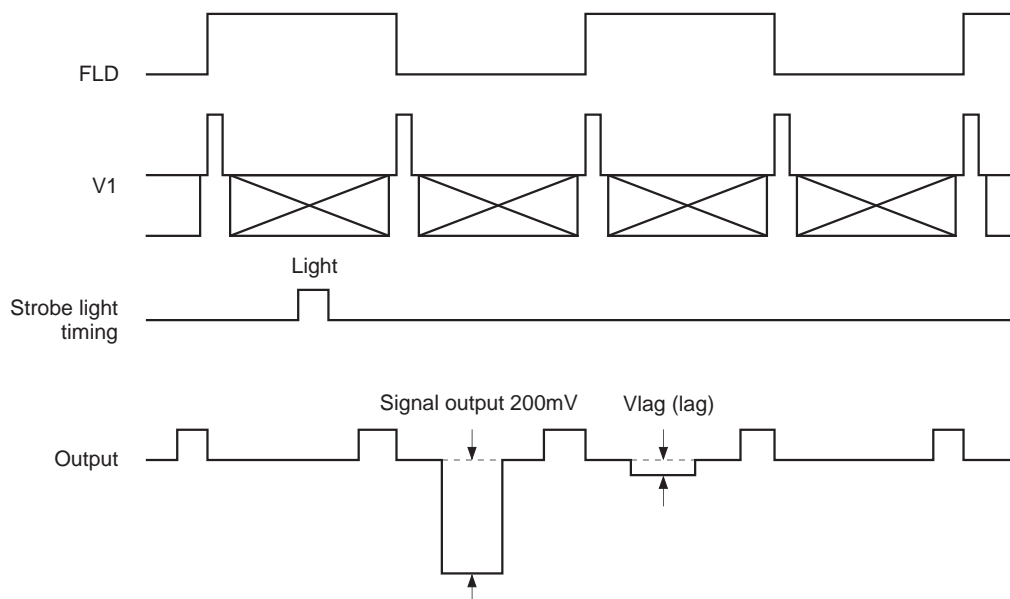 FLD
V1
Light
Strobe light
timing
Signal output 200mV
Vlag (lag)
Output